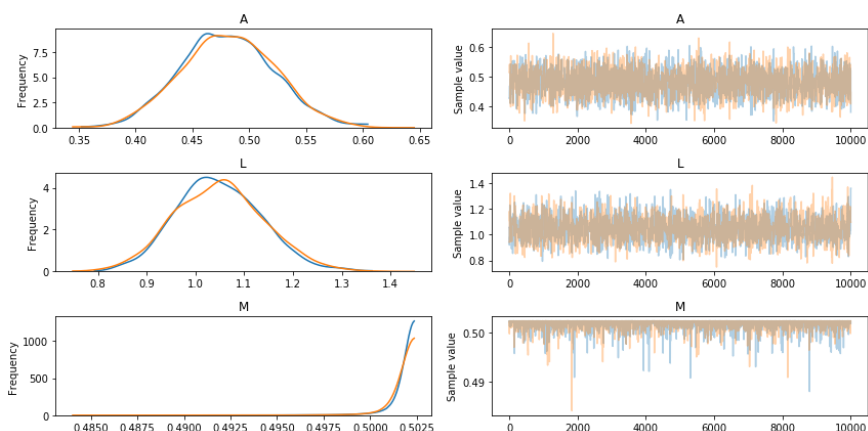 A
Frequency
7.5
5.0
2.5
0.0
0.35 0.40 0.45 0.50 0.55 0.60 0.65
A
Sample value
0.6
0.5
0.4
0 2000 4000 6000 8000 10000
L
Frequency
4
2
0
0.8 0.9 1.0 1.1 1.2 1.3 1.4
L
Sample value
1.4
1.2
1.0
0.8
0 2000 4000 6000 8000 10000
M
Frequency
1000
500
0
0.4850 0.4875 0.4900 0.4925 0.4950 0.4975 0.5000 0.5025
M
Sample value
0.50
0.49
0 2000 4000 6000 8000 10000